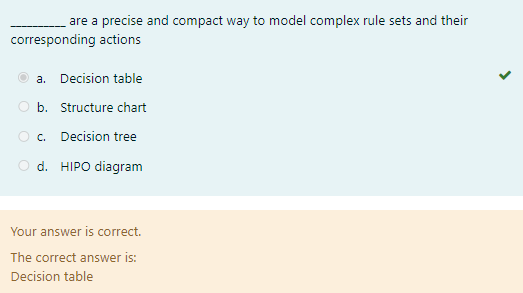 __________ are a precise and compact way to model complex rule sets and their
corresponding actions
a. Decision table
b. Structure chart
c. Decision tree
d. HIPO diagram
Your answer is correct.
The correct answer is:
Decision table